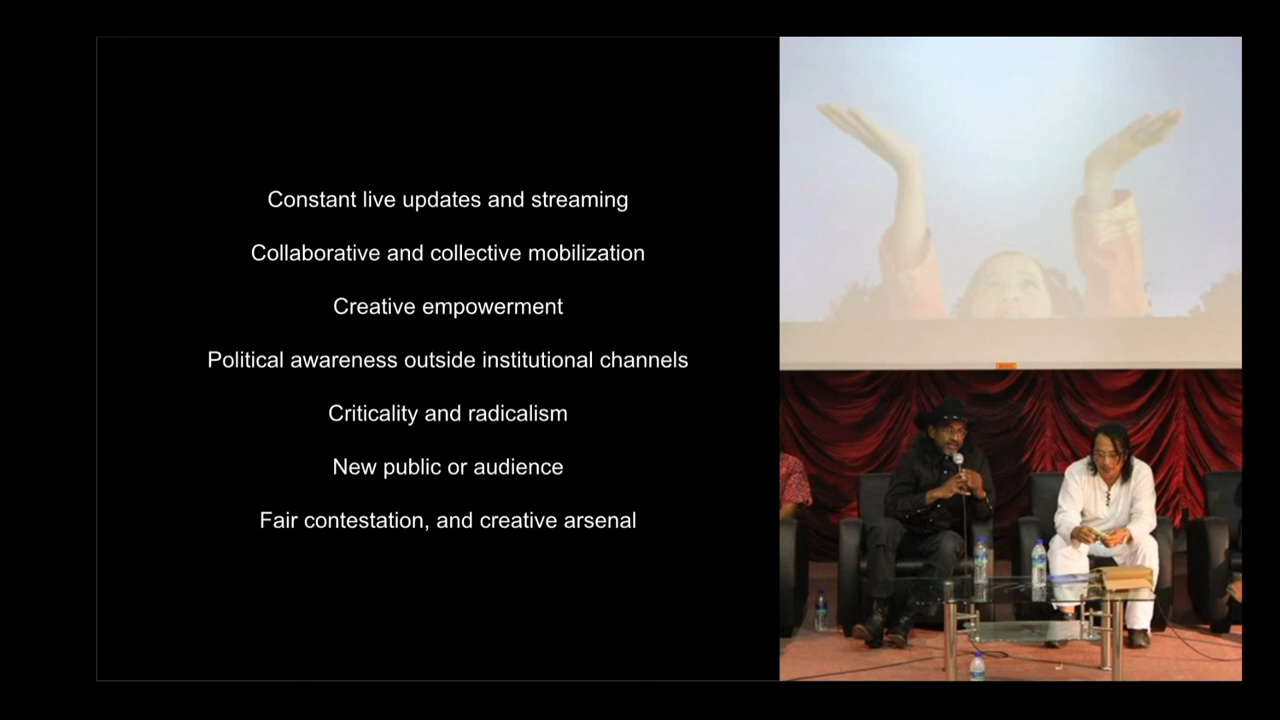 Constant live updates and streaming
Collaborative and collective mobilization
Creative empowerment
Political awareness outside institutional channels
Criticality and radicalism
New public or audience
Fair contestation, and creative arsenal